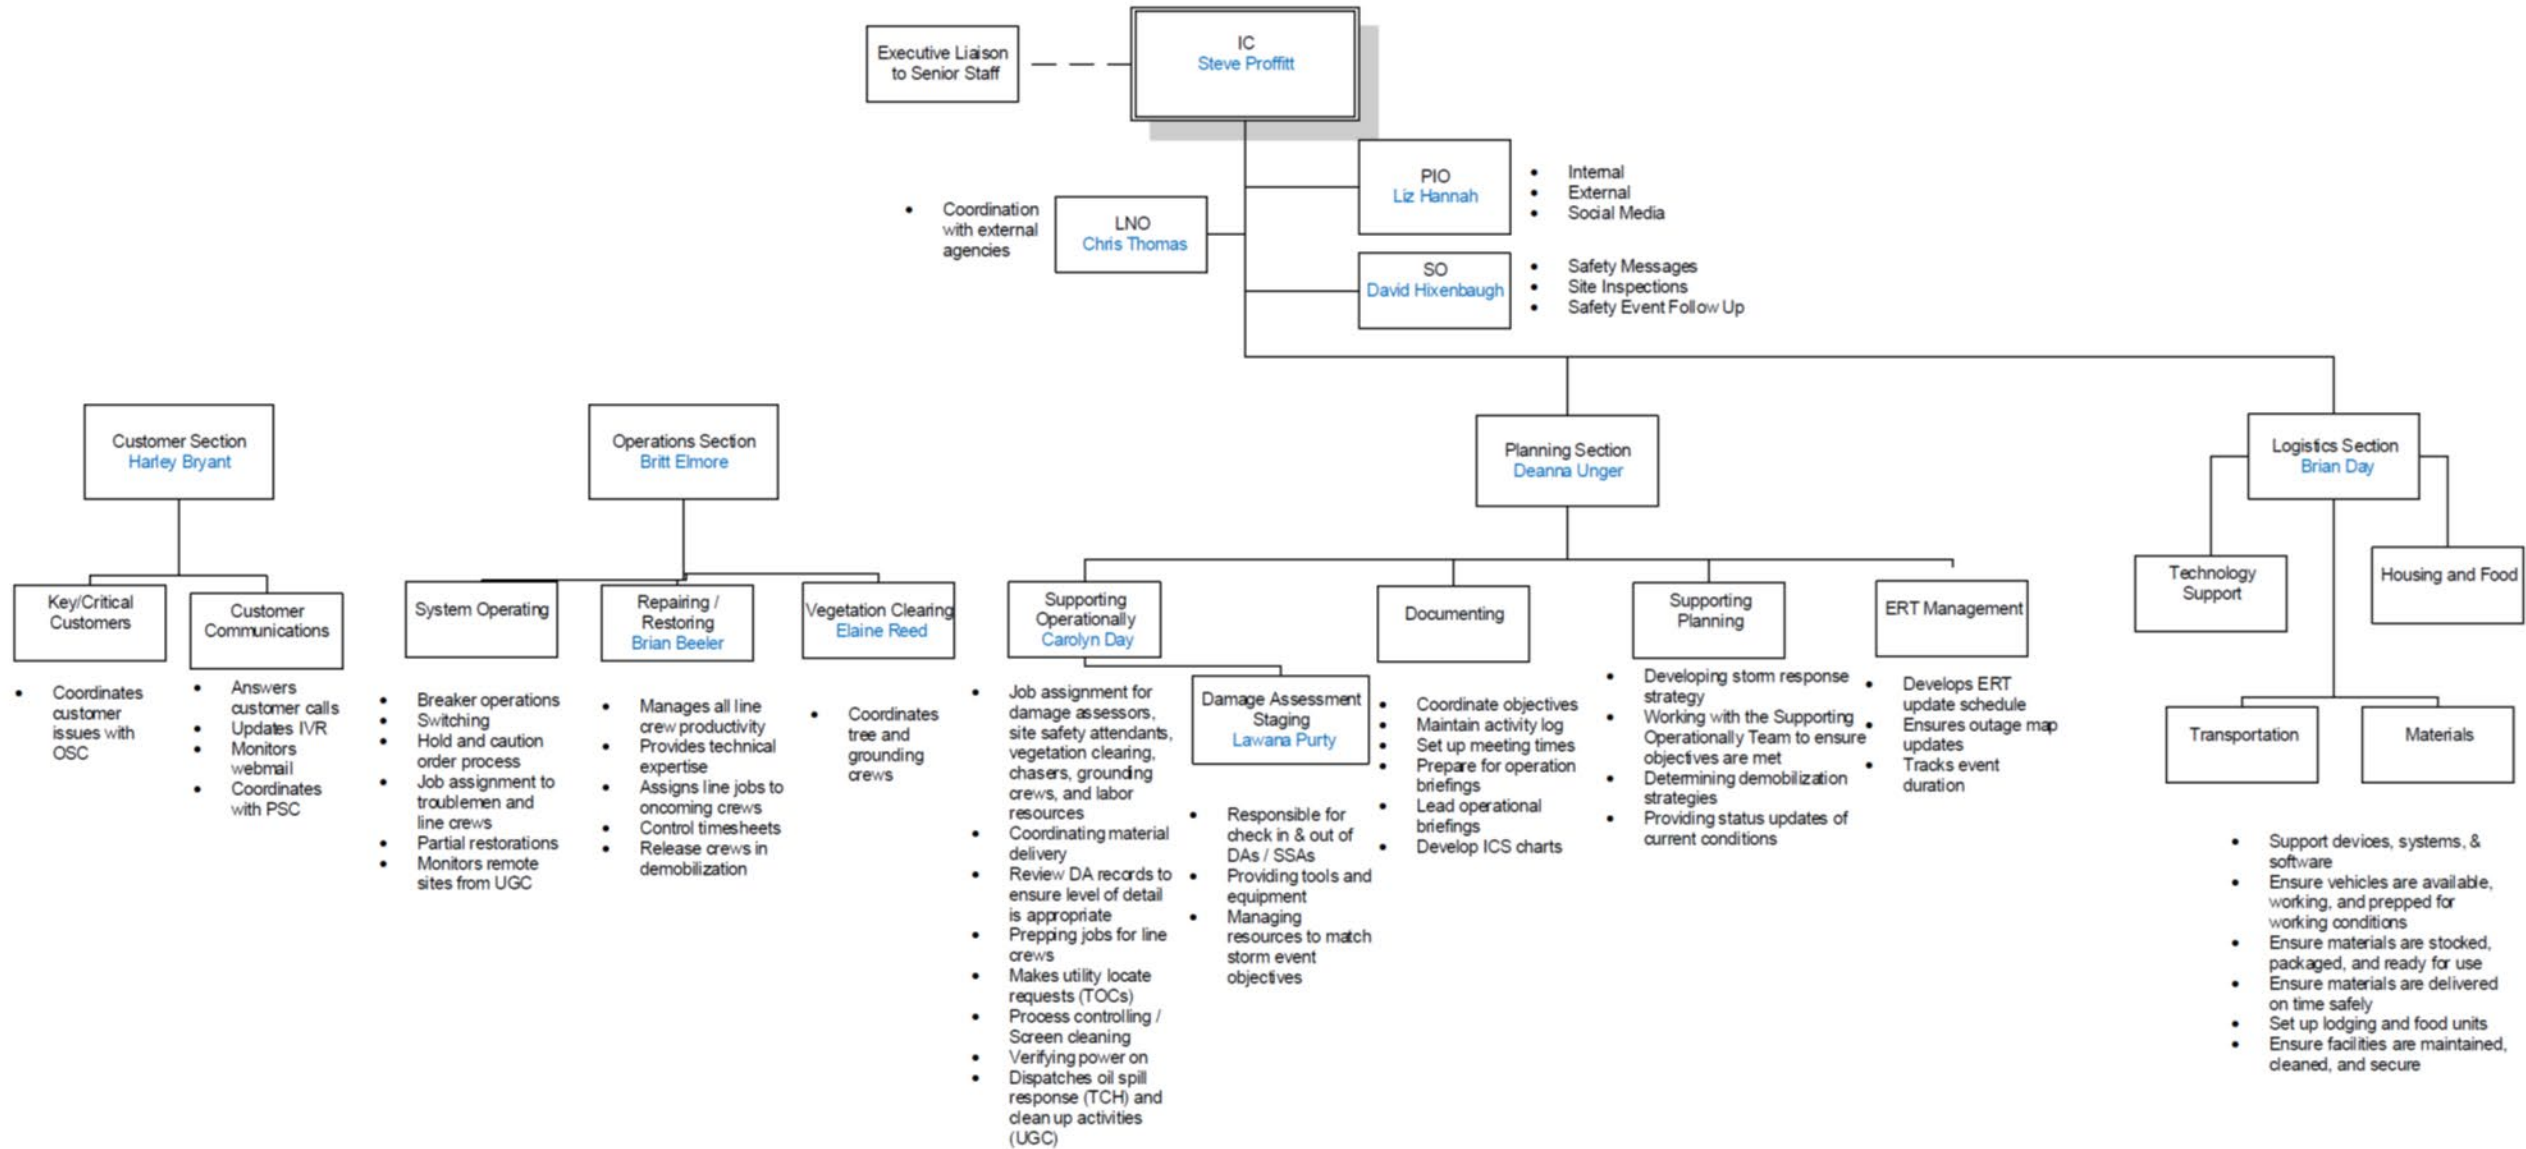 Executive Liaison
to Senior Staff
IC
Steve Proffitt
PIO
Liz Hannah
• Internal
• External
• Social Media
• Coordination
with external
agencies
LNO
Chris Thomas
SO
David Hixenbaugh
• Safety Messages
• Site Inspections
• Safety Event Follow Up
Customer Section
Harley Bryant
Operations Section
Britt Elmore
Planning Section
Deanna Unger
Logistics Section
Brian Day
Key/Critical
Customers
• Coordinates
customer
issues with
OSC
Customer
Communications
• Answers
customer calls
• Updates IVR
• Monitors
webmail
• Coordinates
with PSC
System Operating
• Breaker operations
• Switching
• Hold and caution
order process
• Job assignment to
troublemen and
line crews
• Partial restorations
• Monitors remote
sites from UGC
Repairing /
Restoring
Brian Beeler
• Manages all line
crew productivity
• Provides technical
expertise
• Assigns line jobs to
oncoming crews
• Control timesheets
• Release crews in
demobilization
Vegetation Clearing
Elaine Reed
• Coordinates
tree and
grounding
crews
Supporting
Operationally
Carolyn Day
• Job assignment for
damage assessors,
site safety attendants,
vegetation clearing,
chasers, grounding
crews, and labor
resources
• Coordinating material
delivery
• Review DA records to
ensure level of detail
is appropriate
• Prepping jobs for line
crews
• Makes utility locate
requests (TOCs)
• Process controlling /
Screen cleaning
• Verifying power on
• Dispatches oil spill
response (TCH) and
clean up activities
(UGC)
Damage Assessment
Staging
Lawana Purty
• Responsible for
check in & out of
DAs / SSAs
• Providing tools and
equipment
• Managing
resources to match
storm event
objectives
Documenting
• Coordinate objectives
• Maintain activity log
• Set up meeting times
• Prepare for operation
briefings
• Lead operational
briefings
• Develop ICS charts
Supporting
Planning
• Developing storm response
strategy
• Working with the Supporting
Operationally Team to ensure
objectives are met
• Determining demobilization
strategies
• Providing status updates of
current conditions
ERT Management
• Develops ERT
update schedule
• Ensures outage map
updates
• Tracks event
duration
Technology
Support
Housing and Food
Transportation
Materials
• Support devices, systems, &
software
• Ensure vehicles are available,
working, and prepped for
working conditions
• Ensure materials are stocked,
packaged, and ready for use
• Ensure materials are delivered
on time safely
• Set up lodging and food units
• Ensure facilities are maintained,
cleaned, and secure